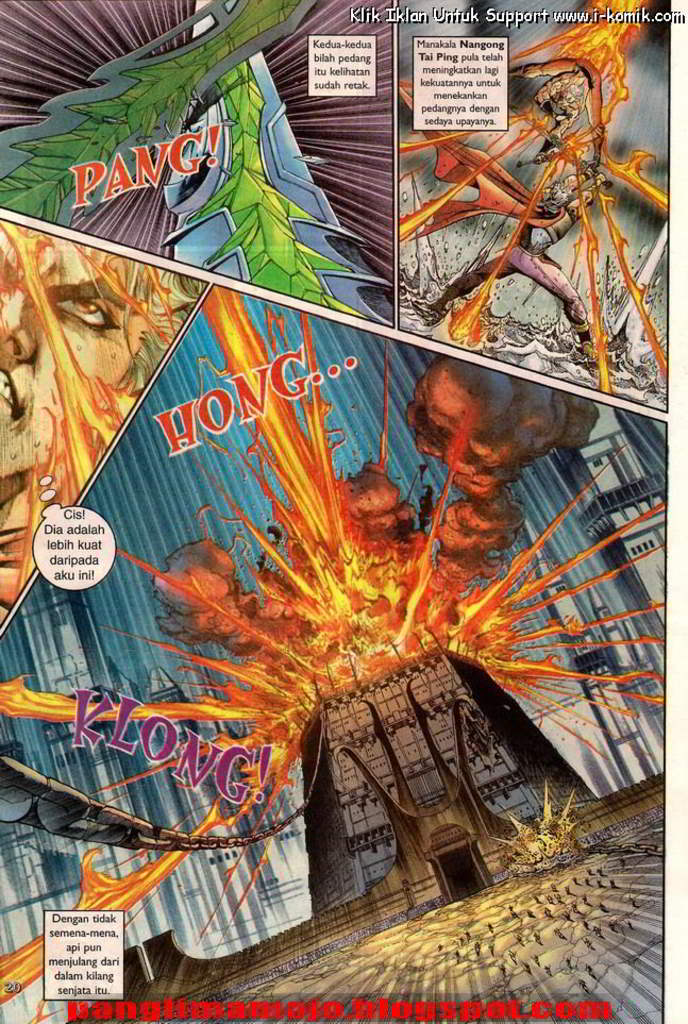 Klik Iklan Untuk Support www.i-komik.com
Kedua-kedua
bilah pedang
itu kelihatan
sudah retak.
Manakala Nangong
Tai Ping pula telah
meningkatkan lagi
kekuatannya untuk
menekankan
pedangnya dengan
sedaya upayanya.
PANG!
HONG...
Cis!
Dia adalah
lebih kuat
daripada
aku ini!
KLONG!
Dengan tidak
semena-mena,
api pun
menjulang dari
dalam kilang
senjata itu.
20
panglimamojo.blogspot.com